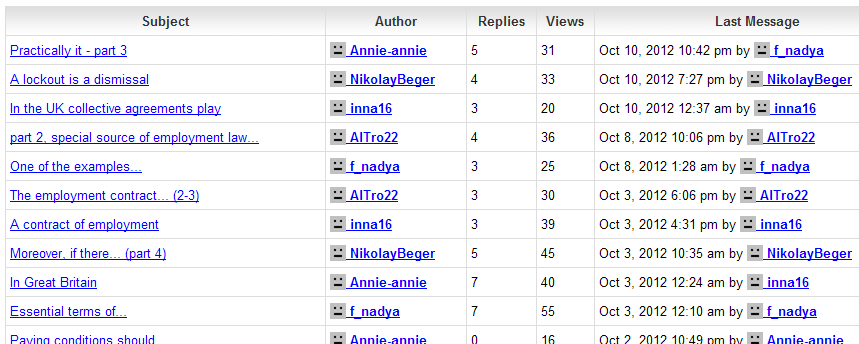 Subject Author Replies Views Last Message
Practically it - part 3 Annie-annie 5 31 Oct 10, 2012 10:42 pm by f_nadya
A lockout is a dismissal NikolayBeger 4 33 Oct 10, 2012 7:27 pm by NikolayBeger
In the UK collective agreements play inna16 3 20 Oct 10, 2012 12:37 am by inna16
part 2, special source of employment law... AlTro22 4 36 Oct 8, 2012 10:06 pm by AlTro22
One of the examples... f_nadya 3 25 Oct 8, 2012 1:28 am by f_nadya
The employment contract... (2-3) AlTro22 3 30 Oct 3, 2012 6:06 pm by AlTro22
A contract of employment inna16 3 39 Oct 3, 2012 4:31 pm by inna16
Moreover, if there... (part 4) NikolayBeger 5 45 Oct 3, 2012 10:35 am by NikolayBeger
In Great Britain Annie-annie 7 40 Oct 3, 2012 12:24 am by inna16
Essential terms of... f_nadya 7 55 Oct 3, 2012 12:10 am by f_nadya
Paying conditions should Annie-annie 0 16 Oct 2, 2012 10:49 pm by Annie-annie